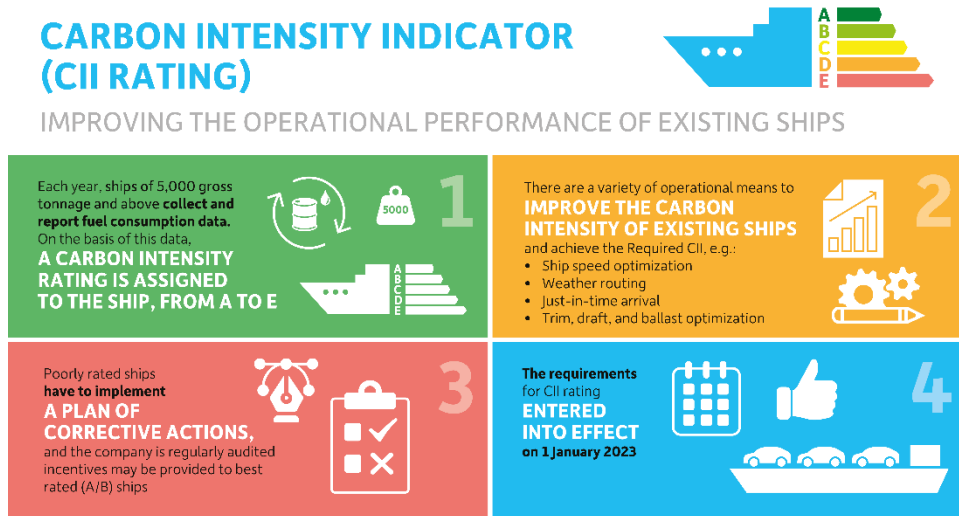 CARBON INTENSITY INDICATOR
(CII RATING)
A
B
C
D
E
IMPROVING THE OPERATIONAL PERFORMANCE OF EXISTING SHIPS
Each year, ships of 5,000 gross
tonnage and above collect and
report fuel consumption data.
On the basis of this data,
A CARBON INTENSITY
RATING IS ASSIGNED
TO THE SHIP, FROM A TO E
5000
1
A
B
C
D
E
There are a variety of operational means to
IMPROVE THE CARBON
INTENSITY OF EXISTING SHIPS
and achieve the Required CII, e.g.:
• Ship speed optimization
• Weather routing
• Just-in-time arrival
• Trim, draft, and ballast optimization
2
Poorly rated ships
have to implement
A PLAN OF
CORRECTIVE ACTIONS,
and the company is regularly audited
incentives may be provided to best
rated (A/B) ships
3
The requirements
for CII rating
ENTERED
INTO EFFECT
on 1 January 2023
4